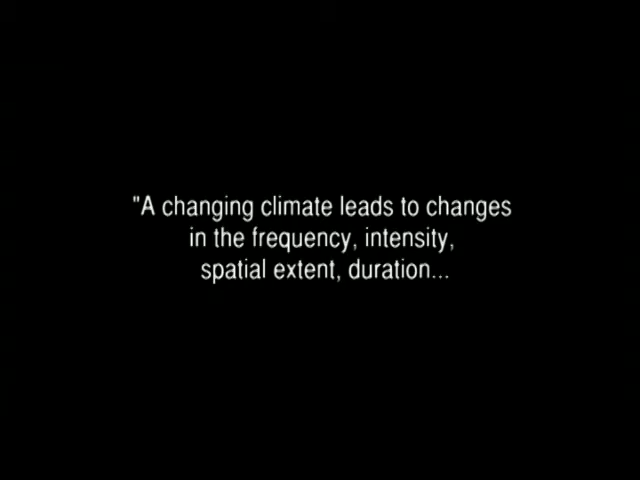 "A changing climate leads to changes
in the frequency, intensity,
spatial extent, duration...